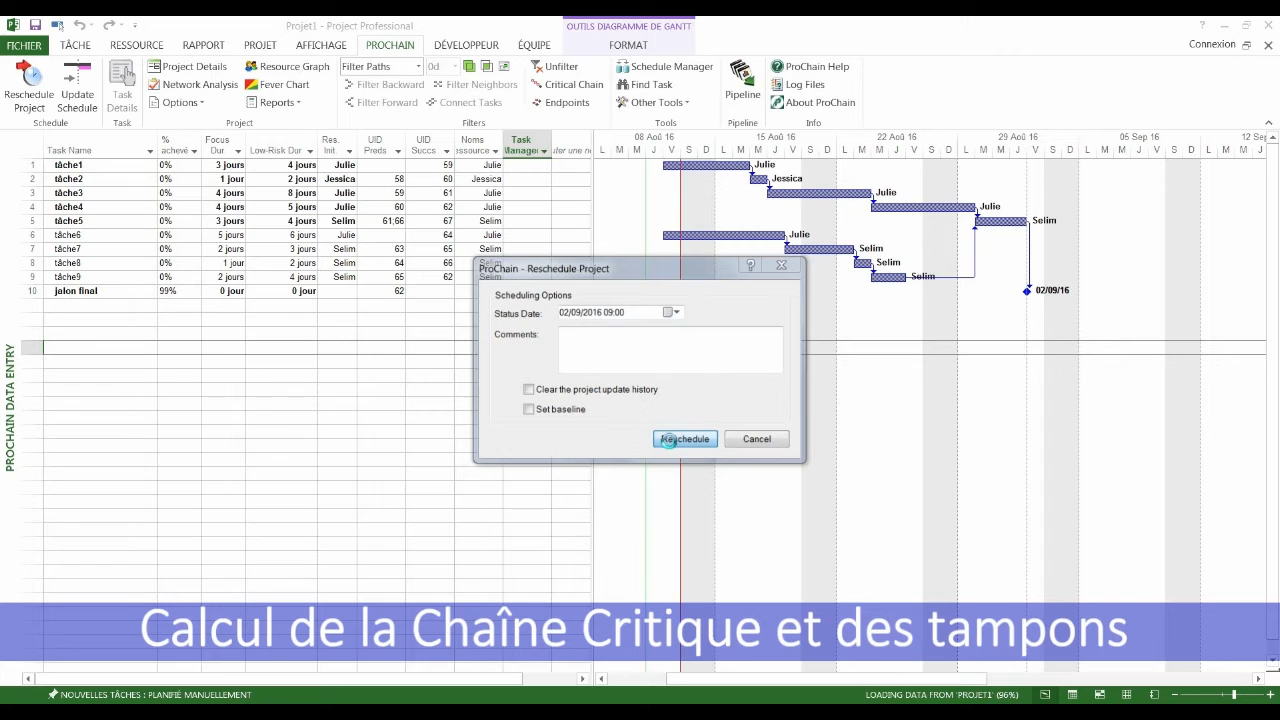 Projet1 - Project Professional
OUTILS DIAGRAMME DE GANTT
FICHIER TÂCHE RESSOURCE RAPPORT PROJET AFFICHAGE PROCHAIN DÉVELOPPEUR ÉQUIPE FORMAT
Connexion
Reschedule Project
Update Schedule
Schedule
Task Details
Task
Project Details Resource Graph
Network Analysis Fever Chart
Options Reports
Project
Filter Paths 0d Unfilter
Filter Backward Filter Neighbors Critical Chain
Filter Forward Connect Tasks Endpoints
Filters
Schedule Manager
Find Task
Other Tools
Tools
Pipeline
Pipeline
ProChain Help
Log Files
About ProChain
Info
Task Name % achevé Focus Dur Low-Risk Dur Res. Init. UID Preds UID Succs Noms Task Manager
08 Aoû 16 15 Aoû 16 22 Aoû 16 29 Aoû 16 05 Sep 16 12 Sep
L M M J V S D L M M J V S D L M M J V S D L M M J V S D L M M J V S D L M M J
1 tâche1 0% 3 jours 4 jours Julie 59 Julie
2 tâche2 0% 1 jour 2 jours Jessica 58 60 Jessica
3 tâche3 0% 4 jours 8 jours Julie 59 61 Julie
4 tâche4 0% 4 jours 5 jours Julie 60 62 Julie
5 tâche5 0% 3 jours 4 jours Selim 61;66 67 Selim
6 tâche6 0% 5 jours 6 jours Julie 64 Julie
7 tâche7 0% 2 jours 3 jours Selim 63 65 Selim
8 tâche8 0% 1 jour 2 jours Selim 64 66 Selim
9 tâche9 0% 2 jours 4 jours Selim 65 62 Selim
10 jalon final 99% 0 jour 0 jour 62
Julie
Jessica
Julie
Julie
Selim
Julie
Selim
Selim
Selim
02/09/16
ProChain - Reschedule Project
Scheduling Options
Status Date: 02/09/2016 09:00
Comments:
Clear the project update history
Set baseline
Reschedule Cancel
PROCHAIN DATA ENTRY
Calcul de la Chaîne Critique et des tampons
NOUVELLES TÂCHES : PLANIFIÉ MANUELLEMENT
LOADING DATA FROM 'PROJET1' (96%)